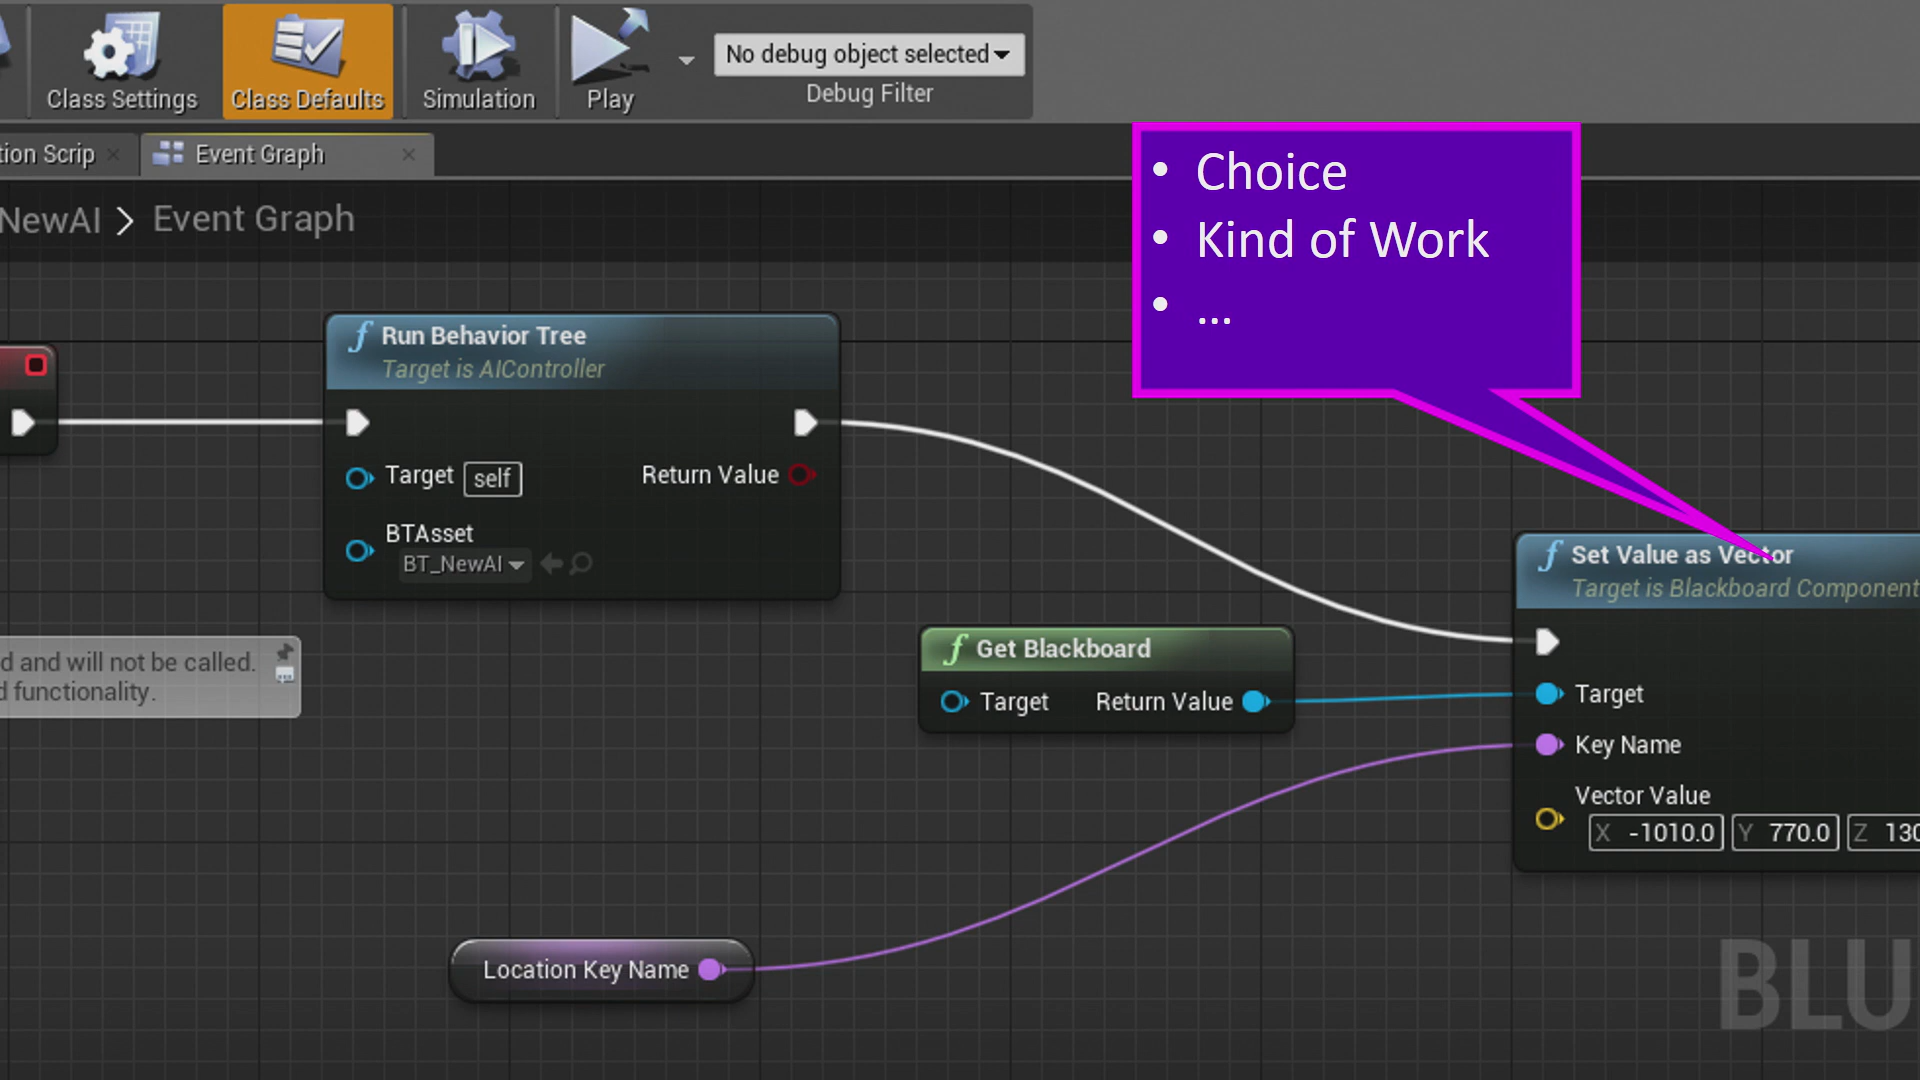 Class Settings
Class Defaults
Simulation
Play
No debug object selected
Debug Filter
tion Scrip
Event Graph
NewAI > Event Graph
• Choice
• Kind of Work
• ...
f Run Behavior Tree
Target is AIController
Target self
Return Value
BTAsset
BT_NewAI
d and will not be called.
d functionality.
f Get Blackboard
Target Return Value
f Set Value as Vector
Target is Blackboard Component
Target
Key Name
Vector Value
X -1010.0 Y 770.0 Z 130
Location Key Name
BLU